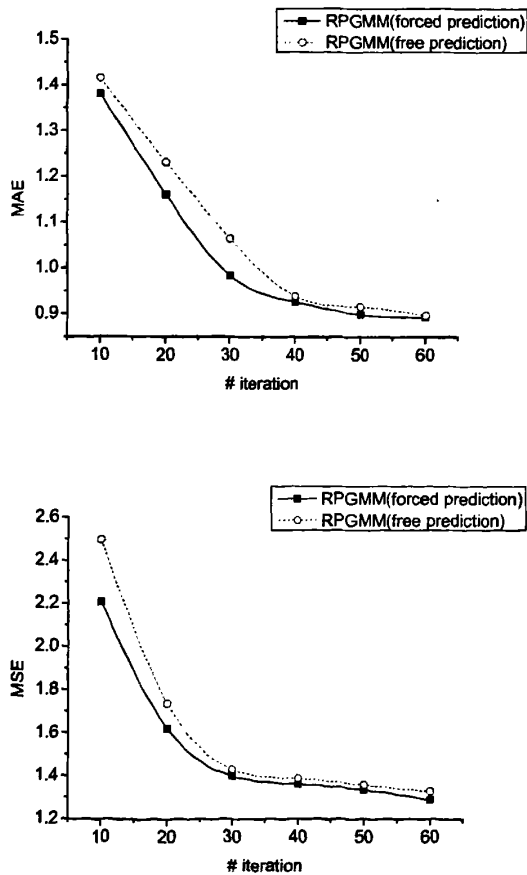 RPGMM(forced prediction)
RPGMM(free prediction)
1.5
1.4
1.3
1.2
1.1
1.0
0.9
MAE
10 20 30 40 50 60
# iteration
RPGMM(forced prediction)
RPGMM(free prediction)
2.6
2.4
2.2
2.0
1.8
1.6
1.4
1.2
MSE
10 20 30 40 50 60
# iteration